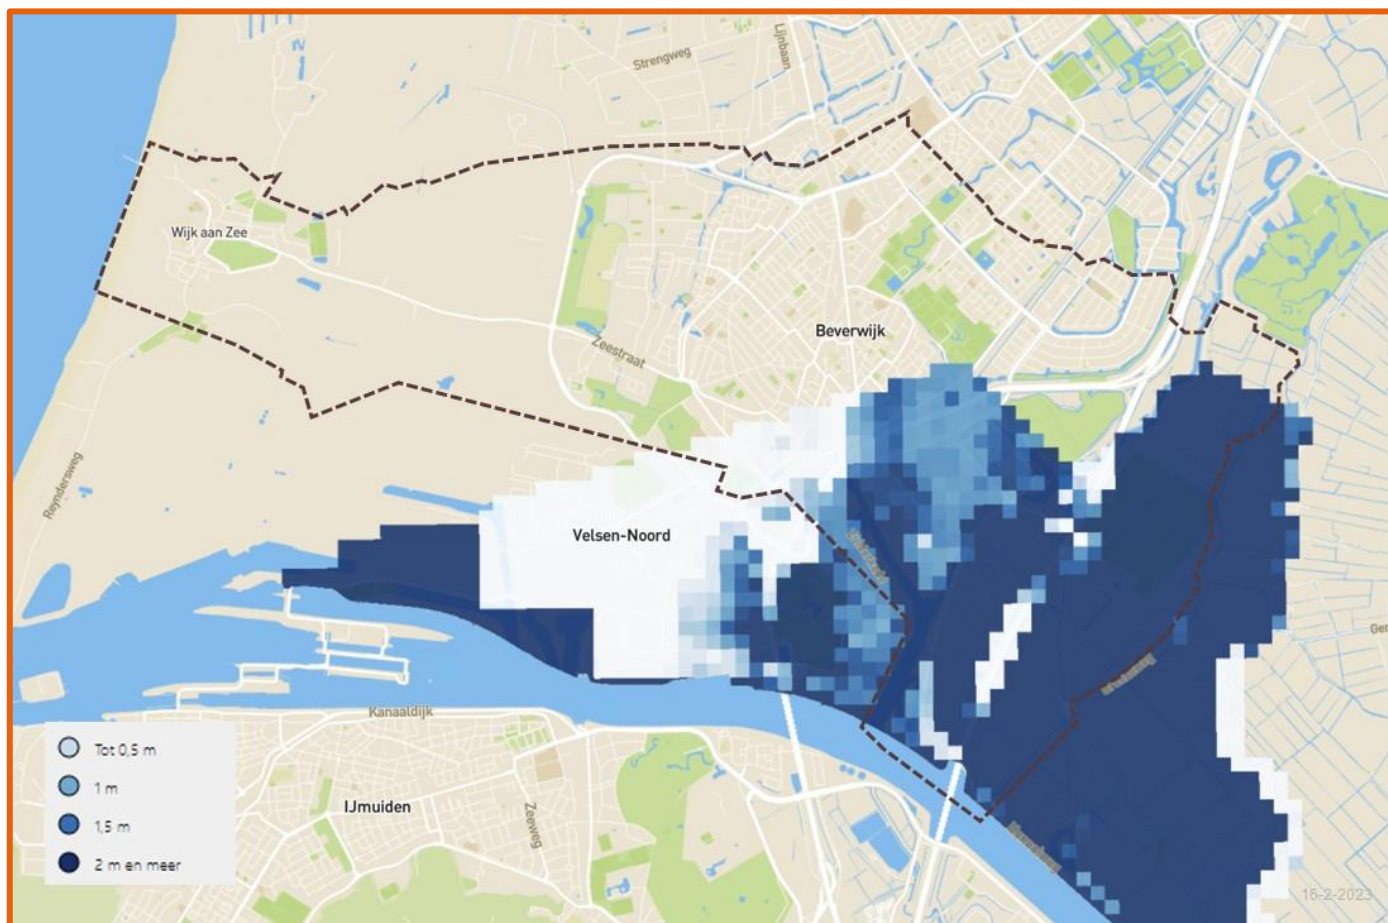 Strengweg
Lijnbaan
Wijk aan Zee
Beverwijk
Zeestraat
Reyndersweg
Velsen-Noord
Kanaaldijk
IJmuiden
Zeeweg
Tot 0,5 m
1 m
1,5 m
2 m en meer
16-2-2023